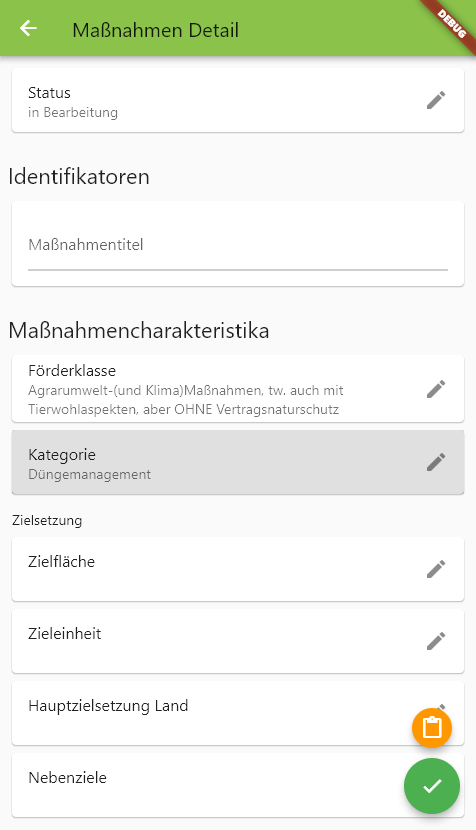 Maßnahmen Detail
DEBUG
Status
in Bearbeitung
Identifikatoren
Maßnahmentitel
Maßnahmencharakteristika
Förderklasse
Agrarumwelt-(und Klima)Maßnahmen, tw. auch mit
Tierwohlaspekten, aber OHNE Vertragsnaturschutz
Kategorie
Düngemanagement
Zielsetzung
Zielfläche
Zieleinheit
Hauptzielsetzung Land
Nebenziele